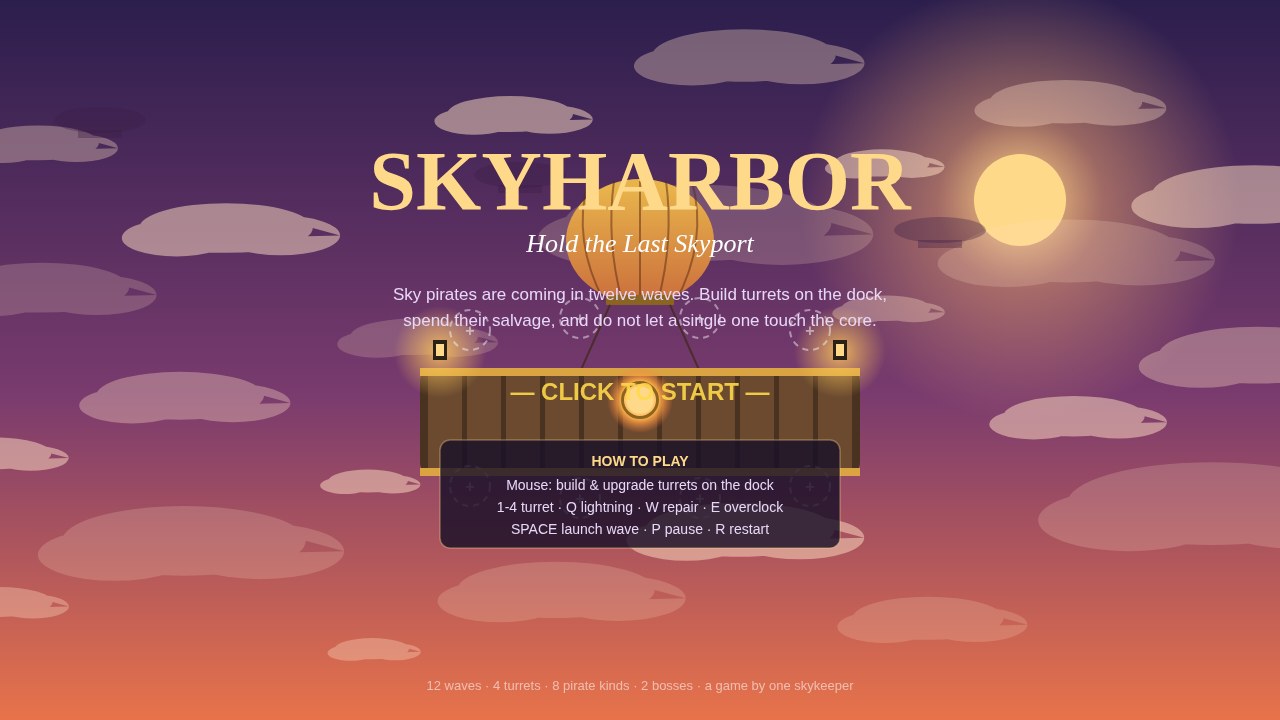 SKYHARBOR
Hold the Last Skyport
Sky pirates are coming in twelve waves. Build turrets on the dock,
spend their salvage, and do not let a single one touch the core.
— CLICK TO START —
HOW TO PLAY
Mouse: build & upgrade turrets on the dock
1-4 turret · Q lightning · W repair · E overclock
SPACE launch wave · P pause · R restart
12 waves · 4 turrets · 8 pirate kinds · 2 bosses · a game by one skykeeper